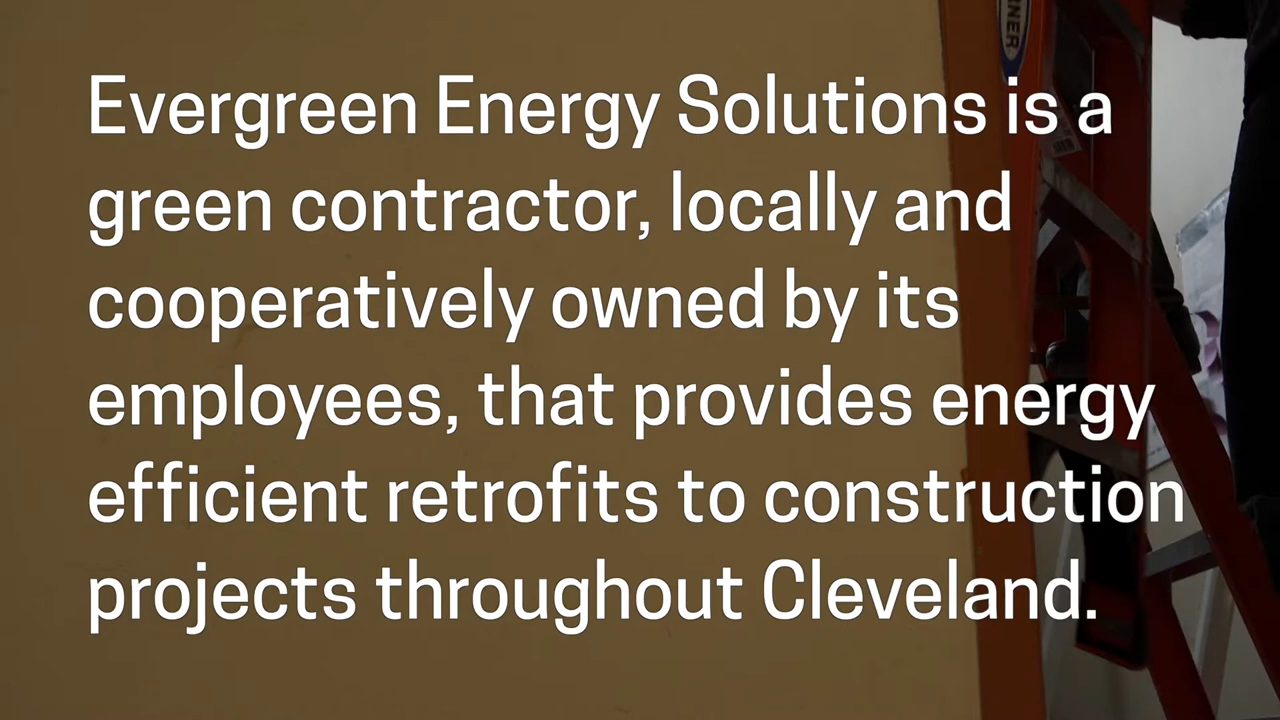 Evergreen Energy Solutions is a
green contractor, locally and
cooperatively owned by its
employees, that provides energy
efficient retrofits to construction
projects throughout Cleveland.
NER